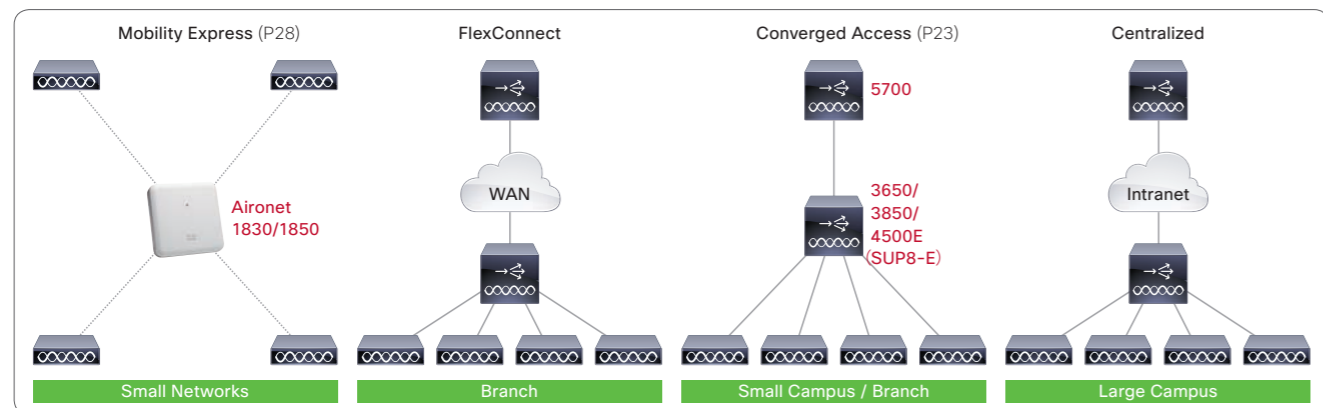 Mobility Express (P28)
FlexConnect
Converged Access (P23)
Centralized
5700
WAN
Intranet
Aironet
1830/1850
3650/
3850/
4500E
(SUP8-E)
Small Networks
Branch
Small Campus / Branch
Large Campus